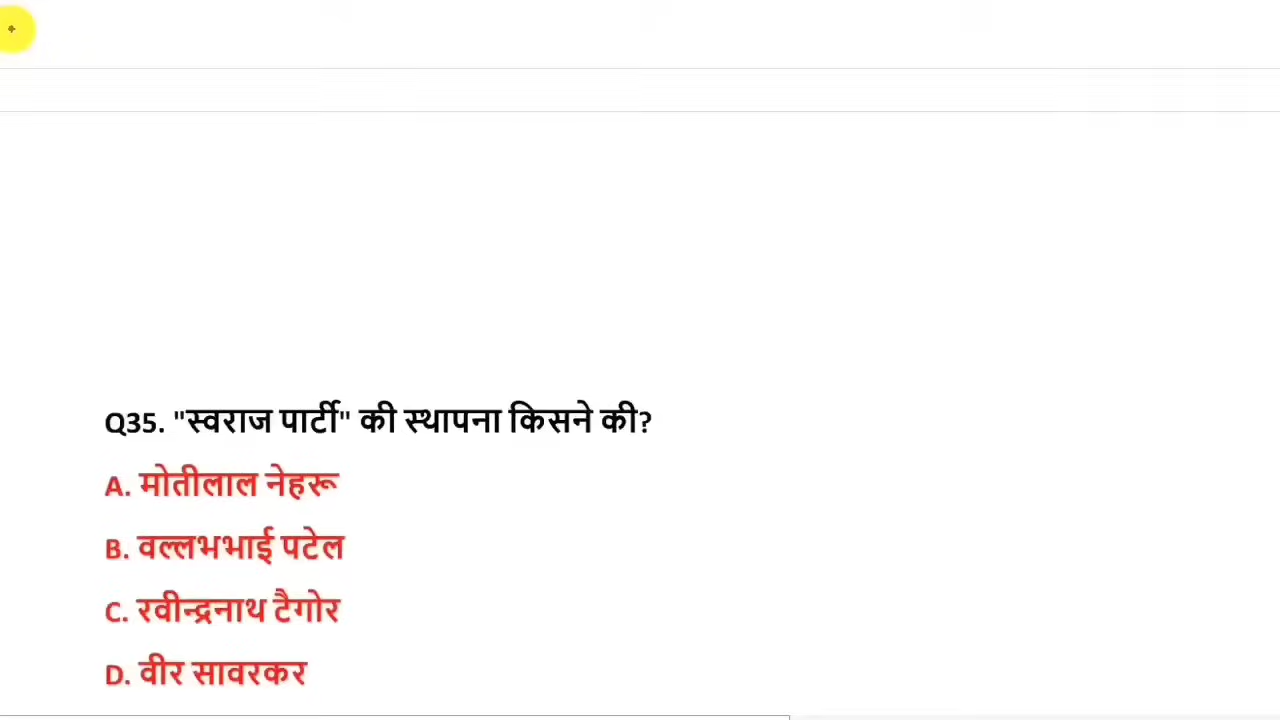 Q35. "स्वराज पार्टी" की स्थापना किसने की?
A. मोतीलाल नेहरू
B. वल्लभभाई पटेल
C. रवीन्द्रनाथ टैगोर
D. वीर सावरकर